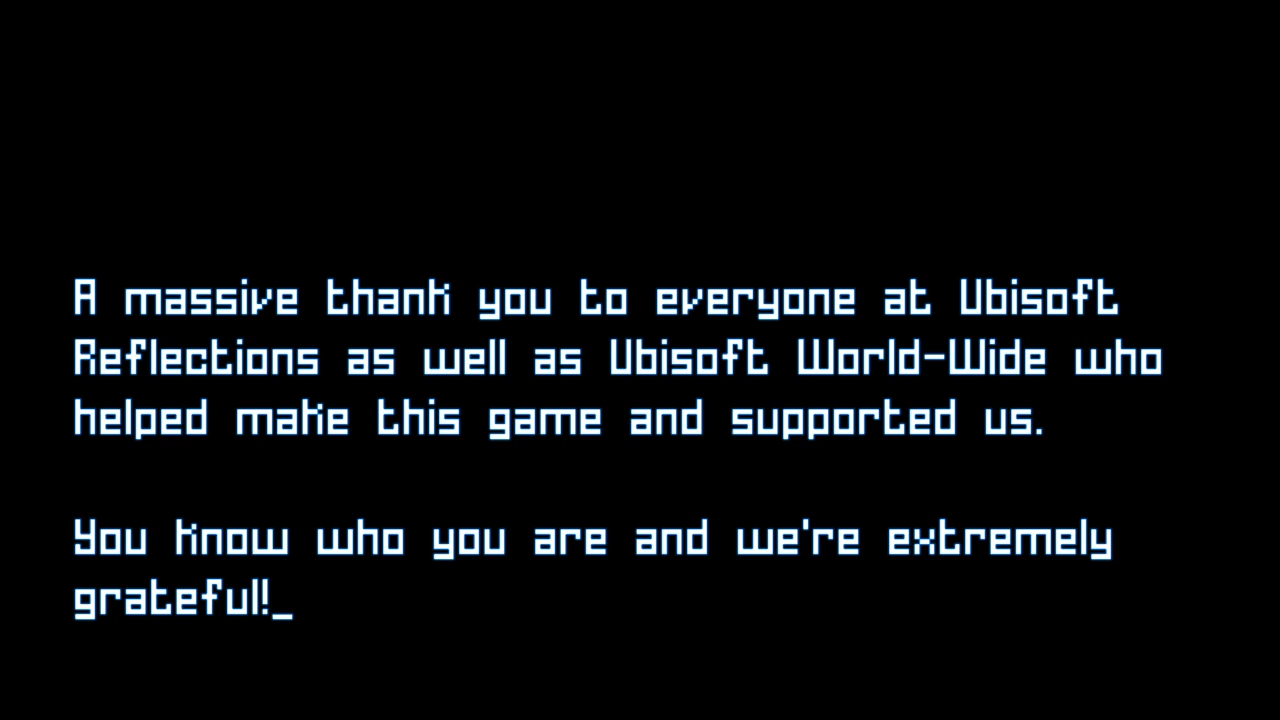 A massive thank you to everyone at Ubisoft
Reflections as well as Ubisoft World-Wide who
helped make this game and supported us.
You know who you are and we're extremely
grateful!_